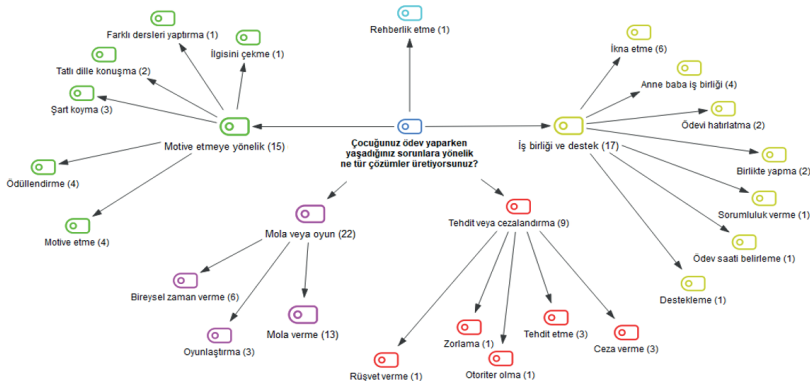 Rehberlik etme (1)
Farklı dersleri yaptırma (1)
İlgisini çekme (1)
Tatlı dille konuşma (2)
Şart koyma (3)
Motive etmeye yönelik (15)
Ödüllendirme (4)
Motive etme (4)
Çocuğunuz ödev yaparken
yaşadığınız sorunlara yönelik
ne tür çözümler üretiyorsunuz?
İkna etme (6)
Anne baba iş birliği (4)
Ödevi hatırlatma (2)
İş birliği ve destek (17)
Birlikte yapma (2)
Sorumluluk verme (1)
Ödev saati belirleme (1)
Destekleme (1)
Mola veya oyun (22)
Bireysel zaman verme (6)
Oyunlaştırma (3)
Mola verme (13)
Tehdit veya cezalandırma (9)
Rüşvet verme (1)
Zorlama (1)
Otoriter olma (1)
Tehdit etme (3)
Ceza verme (3)